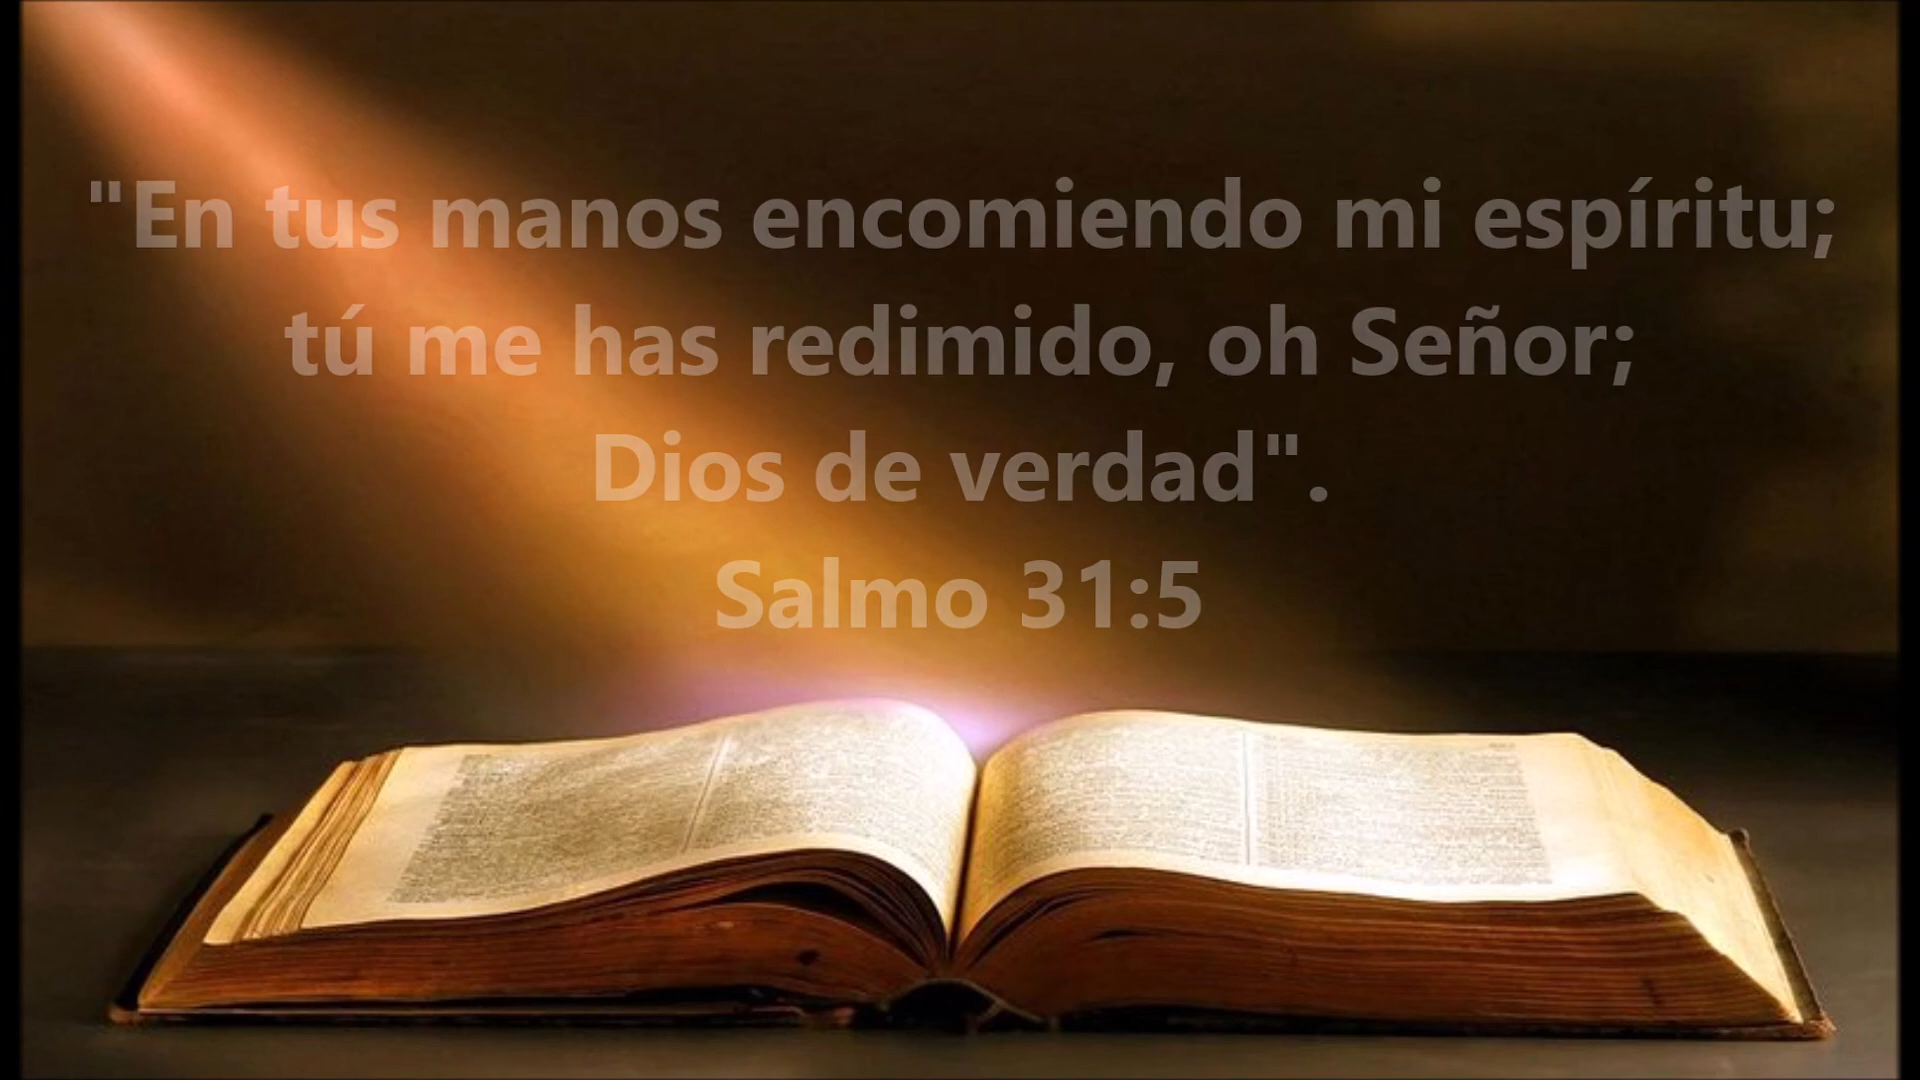 "En tus manos encomiendo mi espíritu;
tú me has redimido, oh Señor;
Dios de verdad".
Salmo 31:5